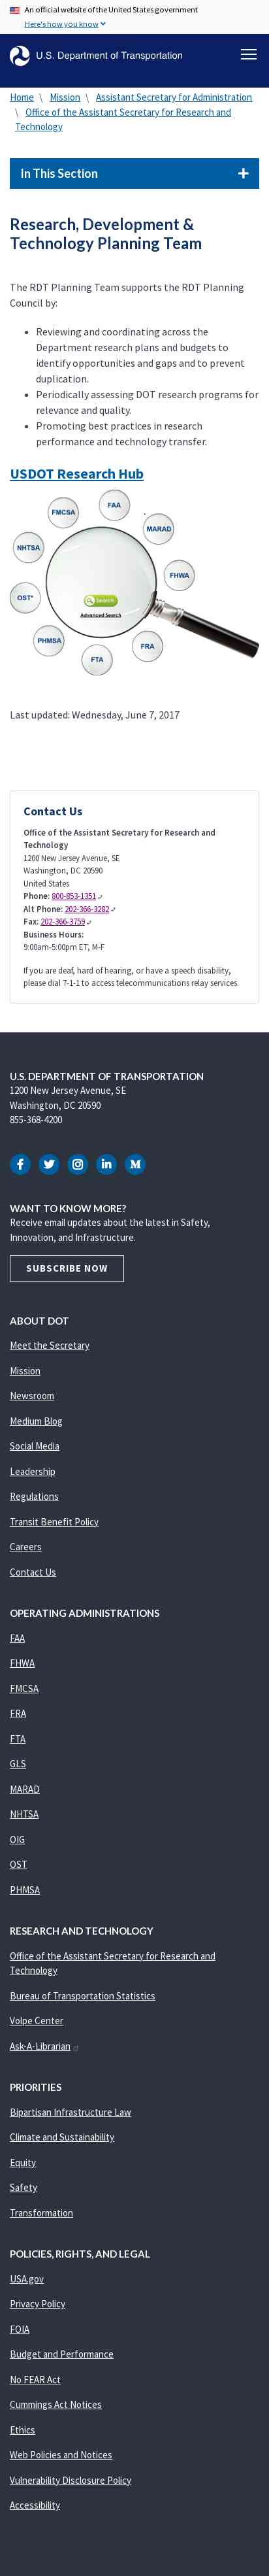 An official website of the United States government
Here's how you know
U.S. Department of Transportation
Home \ Mission \ Assistant Secretary for Administration
\ Office of the Assistant Secretary for Research and
Technology
In This Section
Research, Development &
Technology Planning Team
The RDT Planning Team supports the RDT Planning
Council by:
Reviewing and coordinating across the
Department research plans and budgets to
identify opportunities and gaps and to prevent
duplication.
Periodically assessing DOT research programs for
relevance and quality.
Promoting best practices in research
performance and technology transfer.
USDOT Research Hub
FAA
FMCSA
MARAD
NHTSA
FHWA
OST*
Search
Advanced Search
PHMSA
FRA
FTA
Last updated: Wednesday, June 7, 2017
Contact Us
Office of the Assistant Secretary for Research and
Technology
1200 New Jersey Avenue, SE
Washington, DC 20590
United States
Phone: 800-853-1351
Alt Phone: 202-366-3282
Fax: 202-366-3759
Business Hours:
9:00am-5:00pm ET, M-F
If you are deaf, hard of hearing, or have a speech disability,
please dial 7-1-1 to access telecommunications relay services.
U.S. DEPARTMENT OF TRANSPORTATION
1200 New Jersey Avenue, SE
Washington, DC 20590
855-368-4200
WANT TO KNOW MORE?
Receive email updates about the latest in Safety,
Innovation, and Infrastructure.
SUBSCRIBE NOW
ABOUT DOT
Meet the Secretary
Mission
Newsroom
Medium Blog
Social Media
Leadership
Regulations
Transit Benefit Policy
Careers
Contact Us
OPERATING ADMINISTRATIONS
FAA
FHWA
FMCSA
FRA
FTA
GLS
MARAD
NHTSA
OIG
OST
PHMSA
RESEARCH AND TECHNOLOGY
Office of the Assistant Secretary for Research and
Technology
Bureau of Transportation Statistics
Volpe Center
Ask-A-Librarian
PRIORITIES
Bipartisan Infrastructure Law
Climate and Sustainability
Equity
Safety
Transformation
POLICIES, RIGHTS, AND LEGAL
USA.gov
Privacy Policy
FOIA
Budget and Performance
No FEAR Act
Cummings Act Notices
Ethics
Web Policies and Notices
Vulnerability Disclosure Policy
Accessibility